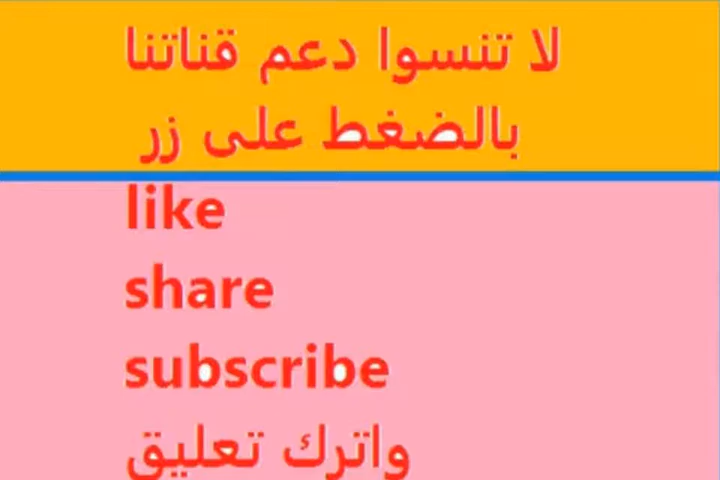 لا تنسوا دعم قناتنا
بالضغط على زر
like
share
subscribe
واترك تعليق